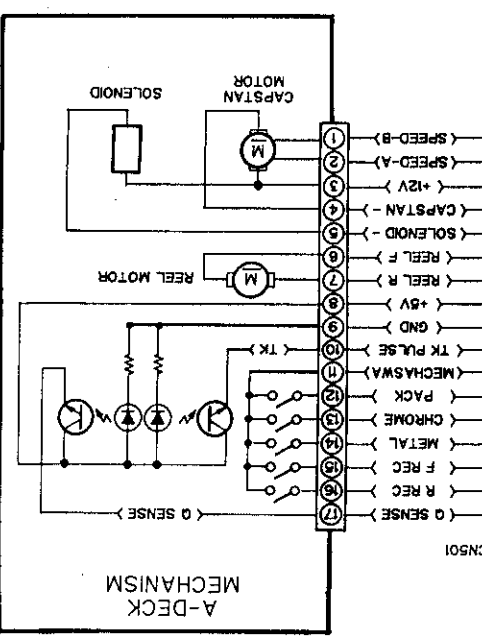 A-DECK
MECHANISM
CN501
Q SENSE
17
Q SENSE
R REC
16
F REC
15
METAL
14
CHROME
13
PACK
12
MECHASWA
11
TK PULSE
10
TK
GND
9
+5V
8
REEL R
7
M
REEL MOTOR
REEL F
6
SOLENOID -
5
CAPSTAN -
4
+12V
3
SPEED-A
2
SPEED-B
1
M
CAPSTAN
MOTOR
SOLENOID